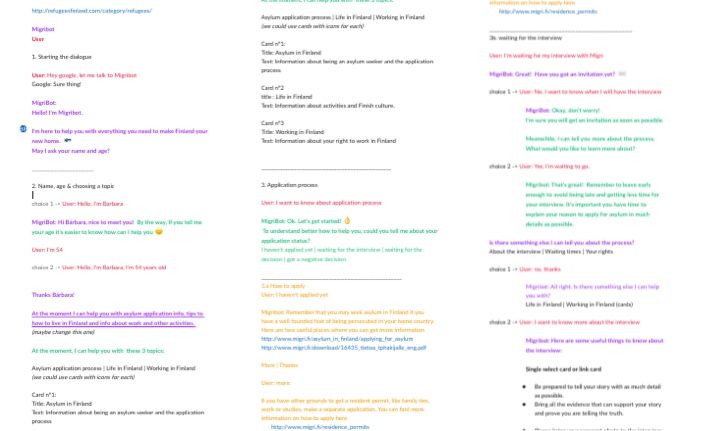 http://refugeesfinland.com/category/refugees/
Migribot
User
1. Starting the dialogue
User: Hey google, let me talk to Migribot.
Google: Sure thing!
MigriBot:
Hello! I'm Migribot.
I'm here to help you with everything you need to make Finland your
new home.
May I ask your name and age?
2. Name, age & choosing a topic
choice 1 -> User: Hello, I'm Barbara
MigriBot: Hi Bárbara, nice to meet you! By the way, if you tell me
your age it's easier to know how can I help you
User: I'm 54
choice 2 -> User: Hello, I'm Barbara, I'm 54 years old
Thanks Bárbara!
At the moment I can help you with asylum application info, tips to
how to live in Finland and info about work and other activities.
(maybe change this one)
At the moment, I can help you with these 3 topics.
Asylum application process | Life in Finland | Working in Finland
(we could use cards with icons for each)
Card n°1:
Title: Asylum in Finland
Text: Information about being an asylum seeker and the application
process
Asylum application process | Life in Finland | Working in Finland
(we could use cards with icons for each)
Card n°1:
Title: Asylum in Finland
Text: Information about being an asylum seeker and the application
process
Card n°2
title : Life in Finland
Text: Information about activities and Finish culture.
Card n°3
Title: Working in Finland
Text: Information about your right to work in Finland
3. Application process
User: I want to know about application process
MigriBot: Ok. Let's get started!
To understand better how to help you, could you tell me about your
application status?
I haven't applied yet | waiting for the interview | waiting for the
decision | got a negative decision
3.a How to apply
User: I haven't applied yet
Migribot: Remember that you may seek asylum in Finland if you
have a well founded fear of being persecuted in your home country.
Here are two useful places where you can get more information
http://www.migri.fi/asylum_in_finland/applying_for_asylum
http://www.migri.fi/download/16435_tietoa_tphakijalle_eng.pdf
More | Thanks
User: more
If you have other grounds to get a resident permit, like family ties,
work or studies, make a separate application. You can find more
information on how to apply here
http://www.migri.fi/residence_permits
information on how to apply here
http://www.migri.fi/residence_permits
3b. waiting for the interview
User: I'm waiting for my interview with Migri
MigriBot: Great! Have you got an invitation yet?
choice 1 -> User: No, I want to know when I will have the interview
MigriBot: Okay, don't worry!
I'm sure you will get an invitation as soon as possible.
Meanwhile, I can tell you more about the process.
What would you like to learn more about?
choice 2 -> User: Yes, I'm waiting to go.
Migribot: That's great! Remember to leave early
enough to avoid being late and getting less time for
your interview. It's important you have time to
explain your reason to apply for asylum in much
details as possible.
Is there something else I can tell you about the process?
About the interview | Waiting times | Your rights
choice 1 -> User: no, thanks
Migribot: All right. Is there something else I can help
you with?
Life in Finland | Working in Finland (cards)
choice 2 -> User: I want to know more about the interview
Migribot: Here are some useful things to know about
the interview:
Single select card or link card
Be prepared to tell your story with as much detail
as possible.
Bring all the evidence that can support your story
and prove you are telling the truth.